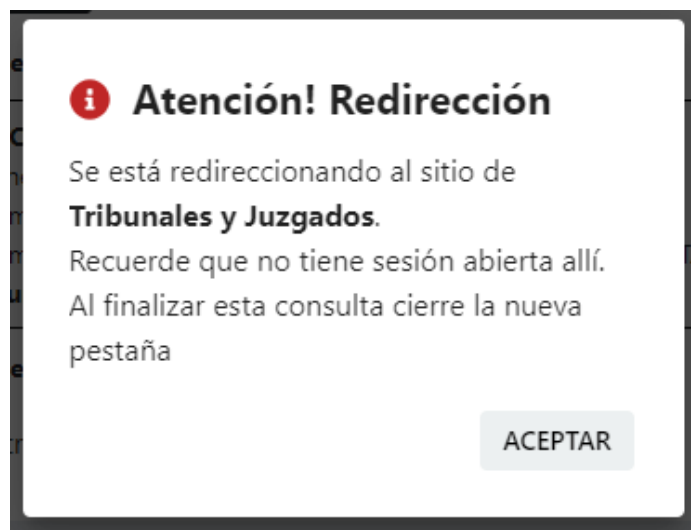 Atención! Redirección
Se está redireccionando al sitio de
Tribunales y Juzgados.
Recuerde que no tiene sesión abierta allí.
Al finalizar esta consulta cierre la nueva
pestaña
ACEPTAR